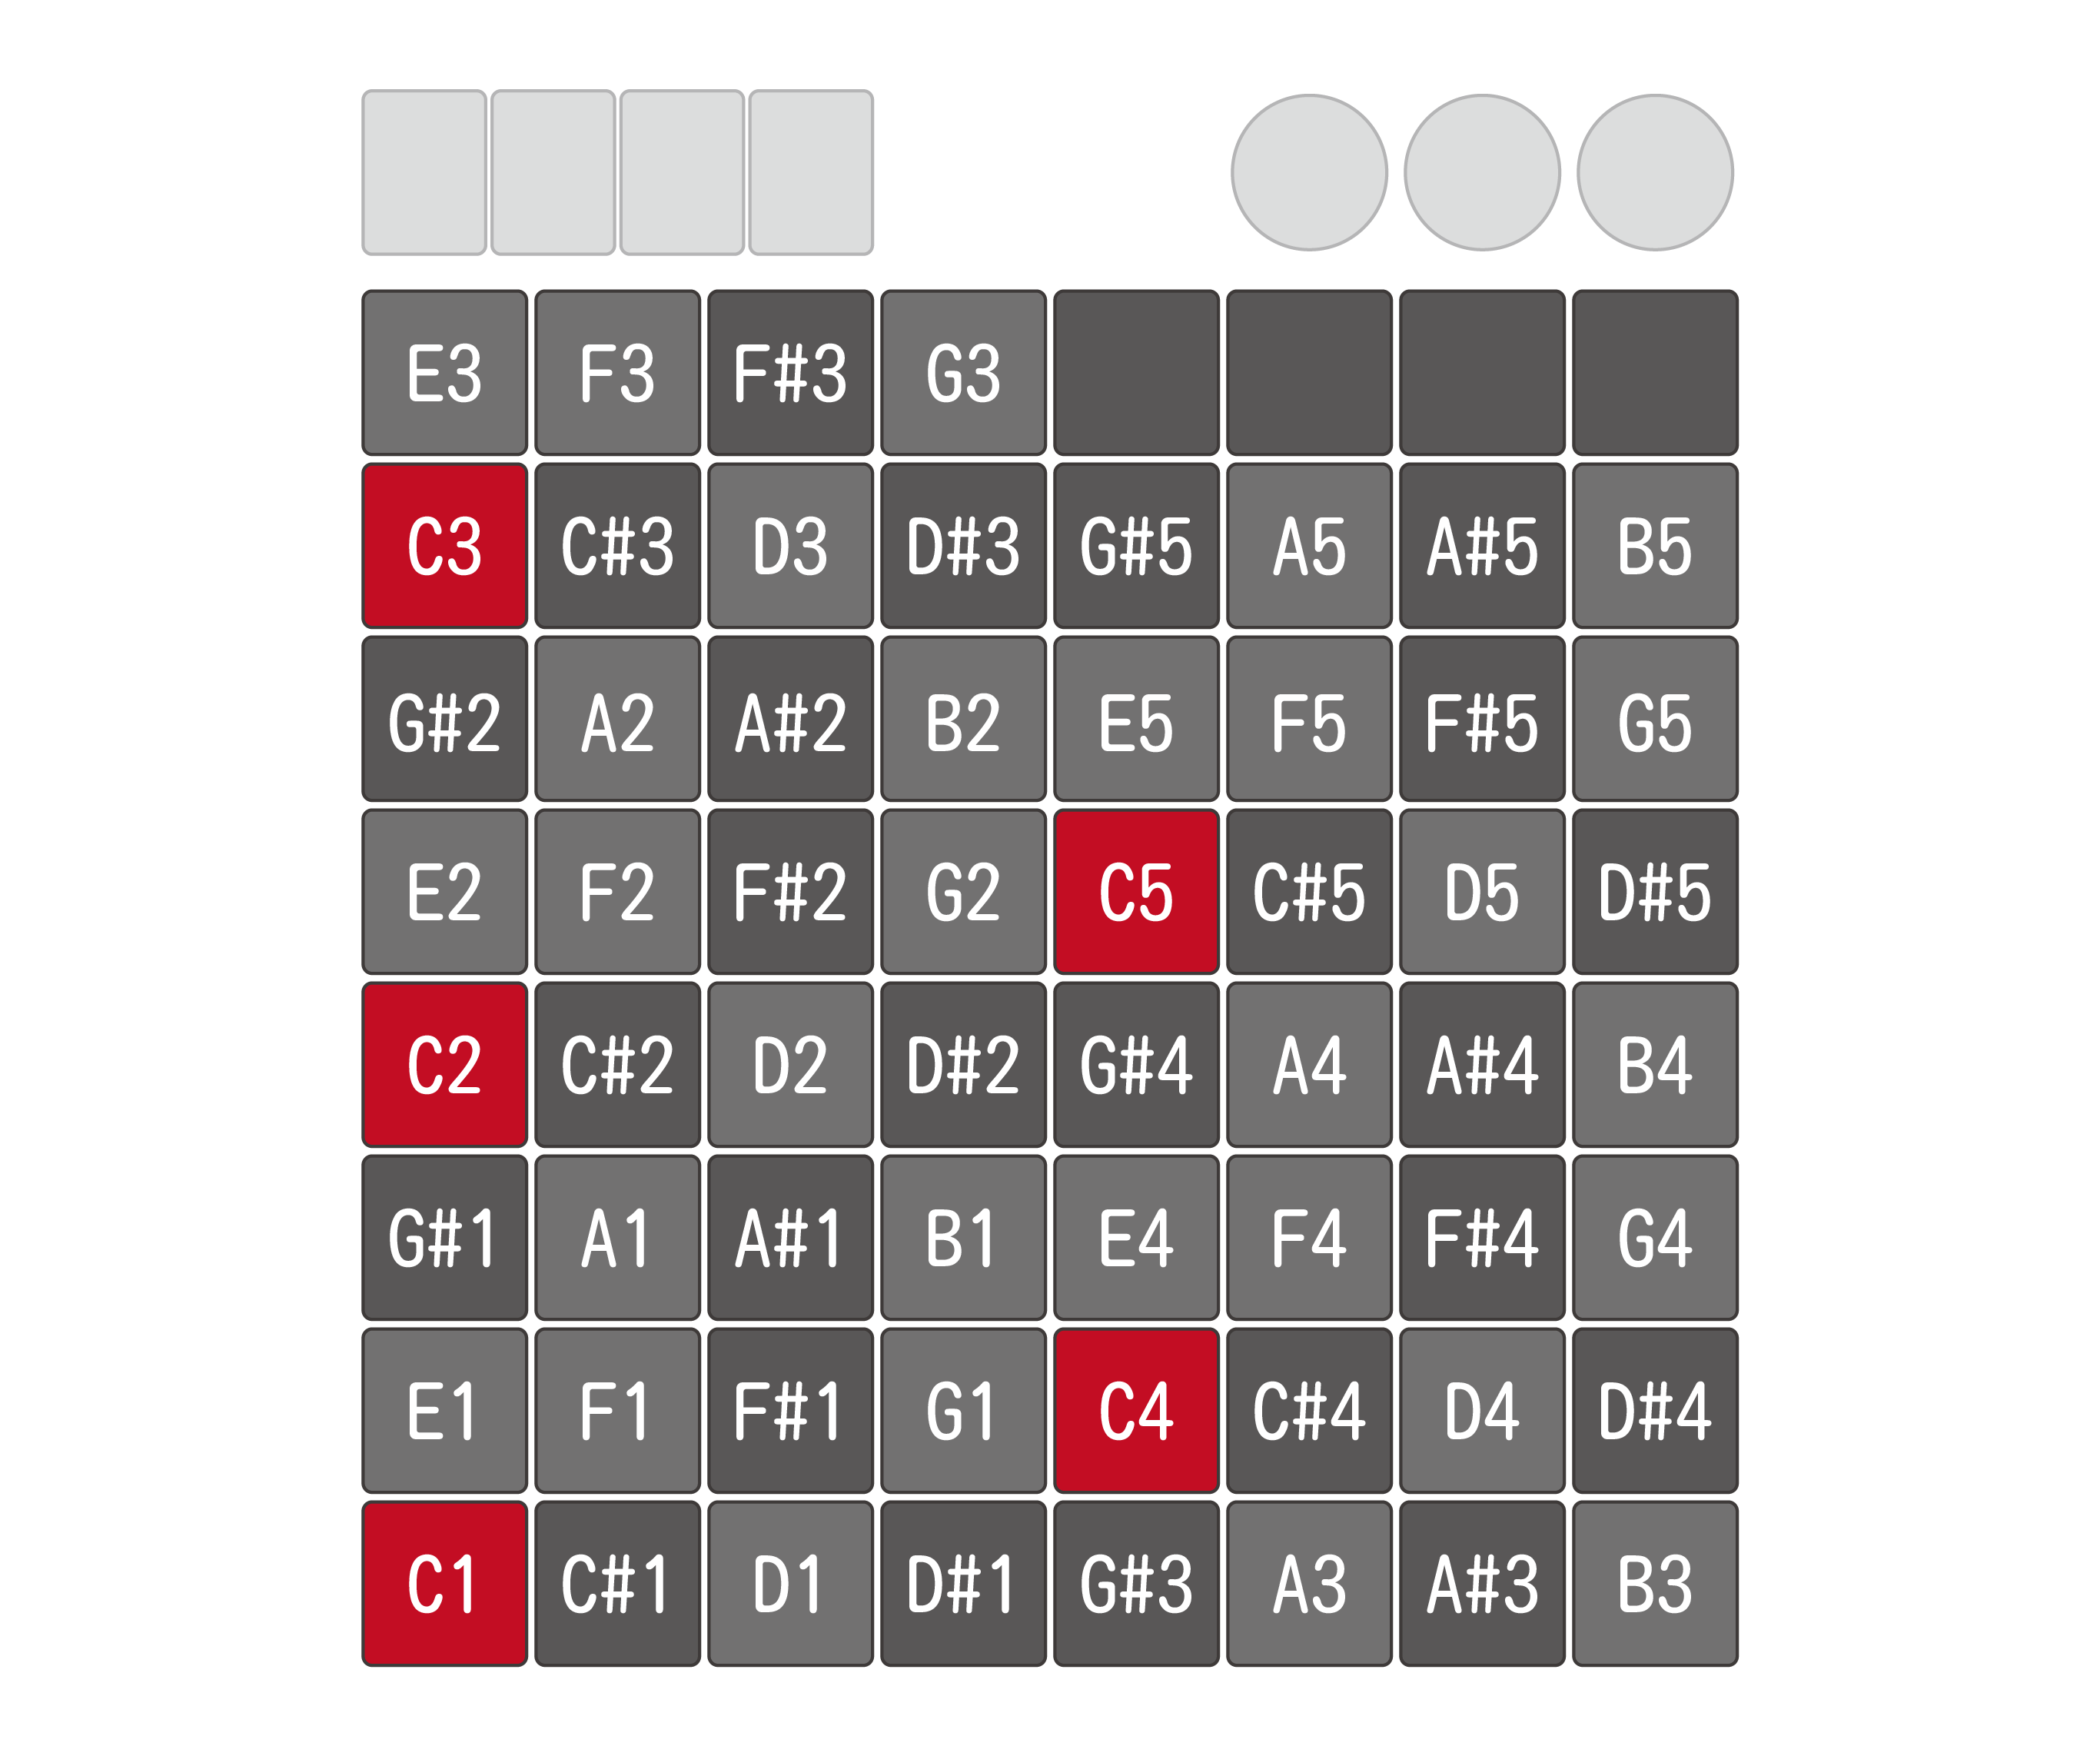 E3 F3 F#3 G3
C3 C#3 D3 D#3 G#5 A5 A#5 B5
G#2 A2 A#2 B2 E5 F5 F#5 G5
E2 F2 F#2 G2 C5 C#5 D5 D#5
C2 C#2 D2 D#2 G#4 A4 A#4 B4
G#1 A1 A#1 B1 E4 F4 F#4 G4
E1 F1 F#1 G1 C4 C#4 D4 D#4
C1 C#1 D1 D#1 G#3 A3 A#3 B3